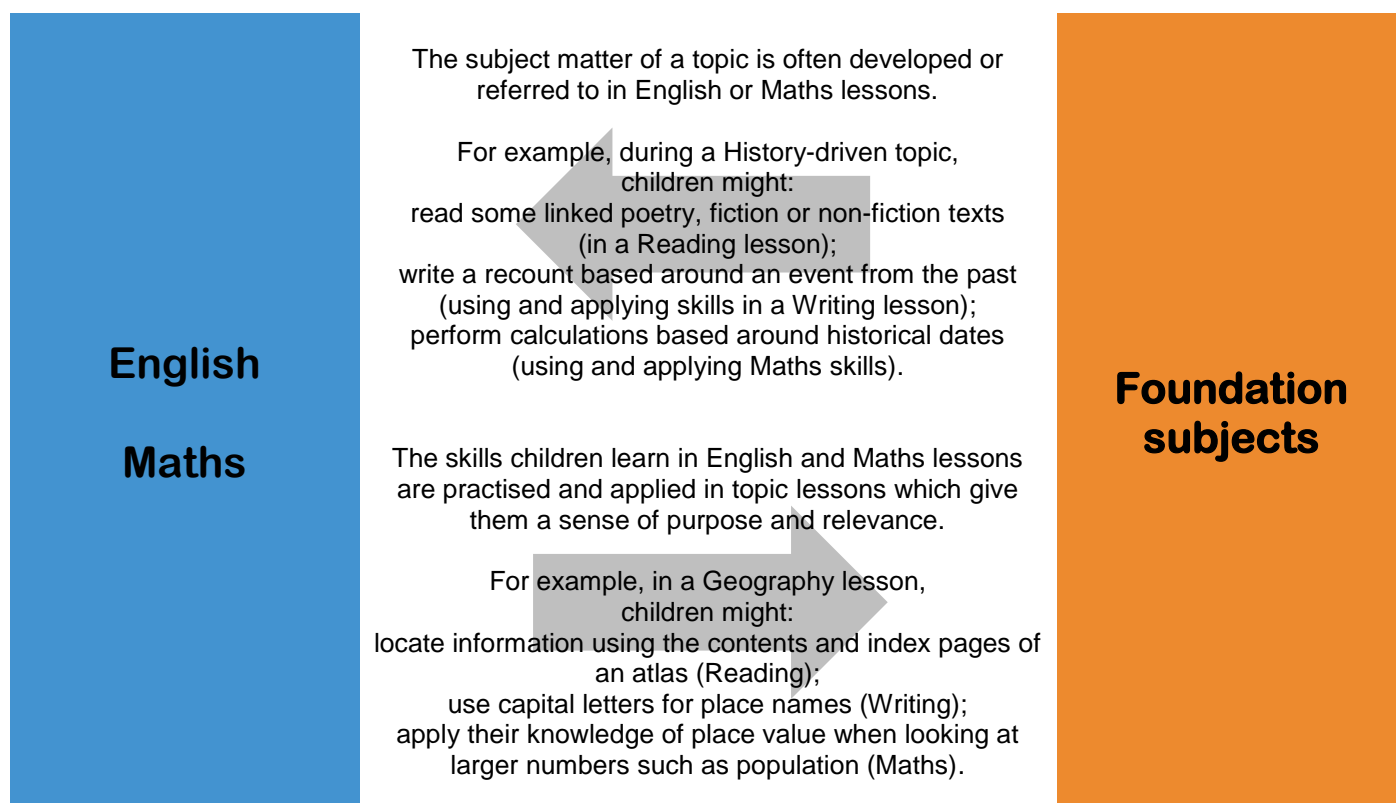 English
Maths
The subject matter of a topic is often developed or
referred to in English or Maths lessons.
For example, during a History-driven topic,
children might:
read some linked poetry, fiction or non-fiction texts
(in a Reading lesson);
write a recount based around an event from the past
(using and applying skills in a Writing lesson);
perform calculations based around historical dates
(using and applying Maths skills).
The skills children learn in English and Maths lessons
are practised and applied in topic lessons which give
them a sense of purpose and relevance.
For example, in a Geography lesson,
children might:
locate information using the contents and index pages of
an atlas (Reading);
use capital letters for place names (Writing);
apply their knowledge of place value when looking at
larger numbers such as population (Maths).
Foundation
subjects